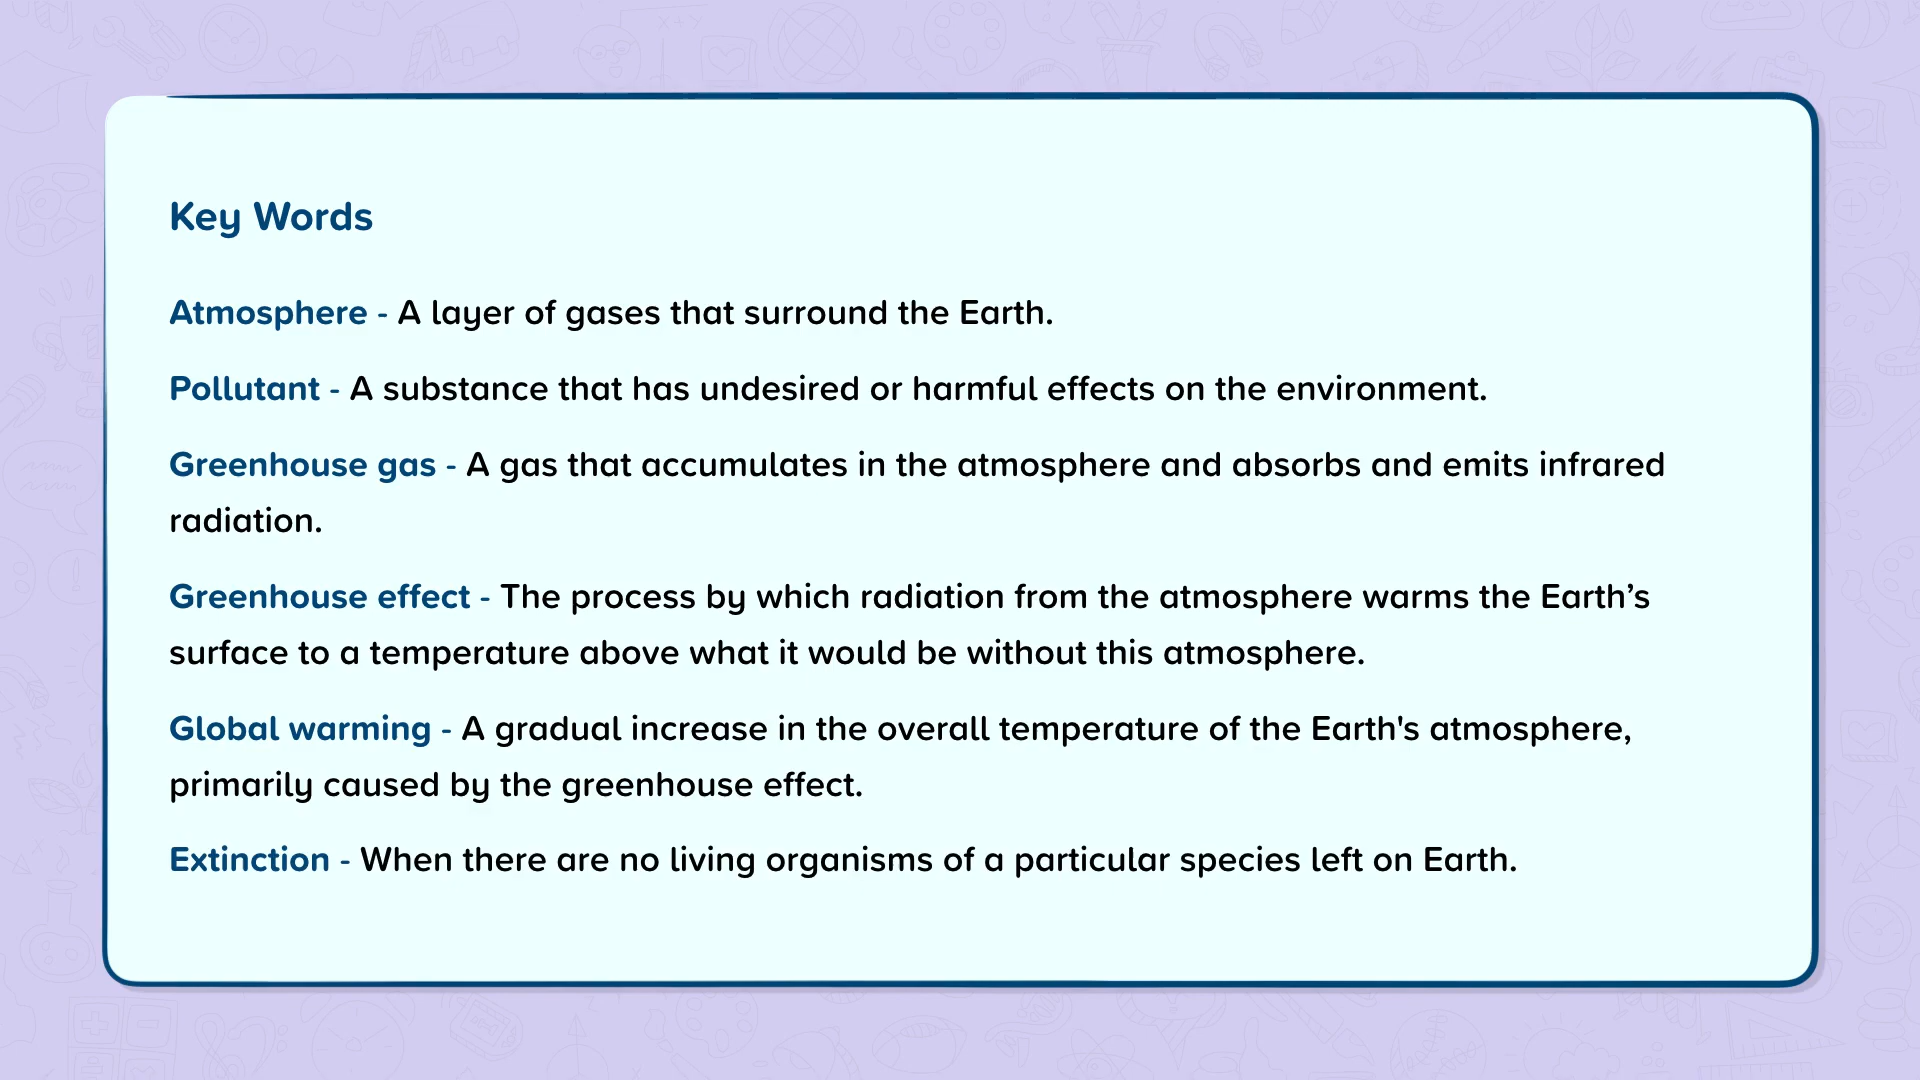 Key Words
Atmosphere - A layer of gases that surround the Earth.
Pollutant - A substance that has undesired or harmful effects on the environment.
Greenhouse gas - A gas that accumulates in the atmosphere and absorbs and emits infrared
radiation.
Greenhouse effect - The process by which radiation from the atmosphere warms the Earth’s
surface to a temperature above what it would be without this atmosphere.
Global warming - A gradual increase in the overall temperature of the Earth's atmosphere,
primarily caused by the greenhouse effect.
Extinction - When there are no living organisms of a particular species left on Earth.